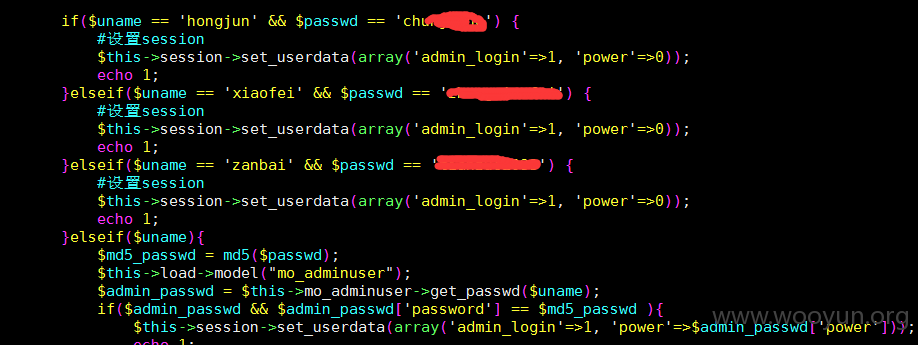 if($uname == 'hongjun' && $passwd == '') {
#设置session
$this->session->set_userdata(array('admin_login'=>1, 'power'=>0));
echo 1;
}elseif($uname == 'xiaofei' && $passwd == '') {
#设置session
$this->session->set_userdata(array('admin_login'=>1, 'power'=>0));
echo 1;
}elseif($uname == 'zanbai' && $passwd == '') {
#设置session
$this->session->set_userdata(array('admin_login'=>1, 'power'=>0));
echo 1;
}elseif($uname){
$md5_passwd = md5($passwd);
$this->load->model("mo_adminuser");
$admin_passwd = $this->mo_adminuser->get_passwd($uname);
if($admin_passwd && $admin_passwd['password'] == $md5_passwd ){
$this->session->set_userdata(array('admin_login'=>1, 'power'=>$admin_passwd['power']));
echo 1;
www.wooyun.org